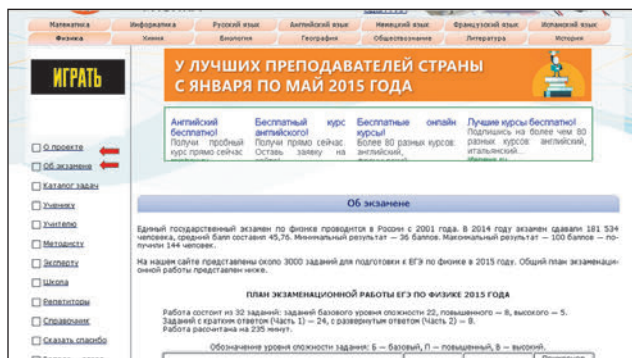 Математика Информатика Русский язык Английский язык Немецкий язык Французский язык Испанский язык
Физика Химия Биология География Обществознание Литература История
ИГРАТЬ
У ЛУЧШИХ ПРЕПОДАВАТЕЛЕЙ СТРАНЫ
С ЯНВАРЯ ПО МАЙ 2015 ГОДА
Английский бесплатно!
Получи пробный
курс прямо сейчас
Бесплатный курс
английского!
Получи прямо сейчас.
Оставь заявку на
Бесплатные онлайн
курсы!
Более 80 разных курсов:
английский,
Лучшие курсы бесплатно!
Подпишись на более чем 80
разных курсов: английский,
итальянский...
О проекте
Об экзамене
Каталог задач
Ученику
Учителю
Методисту
Эксперту
Школа
Репетиторы
Справочник
Сказать спасибо
Об экзамене
Единый государственный экзамен по физике проводится в России с 2001 года. В 2014 году экзамен сдавали 181 534
человека, средний балл составил 45,76. Минимальный результат — 36 баллов. Максимальный результат — 100 баллов — по-
лучили 144 человек.
На нашем сайте представлены около 3000 заданий для подготовки к ЕГЭ по физике в 2015 году. Общий план экзаменаци-
онной работы представлен ниже.
ПЛАН ЭКЗАМЕНАЦИОННОЙ РАБОТЫ ЕГЭ ПО ФИЗИКЕ 2015 ГОДА
Работа состоит из 32 заданий: заданий базового уровня сложности 22, повышенного — 8, высокого — 5.
Заданий с кратким ответом (Часть 1) — 24, с развернутым ответом (Часть 2) — 8.
Работа рассчитана на 235 минут.
Обозначение уровня сложности задания: Б — базовый, П — повышенный, В — высокий.